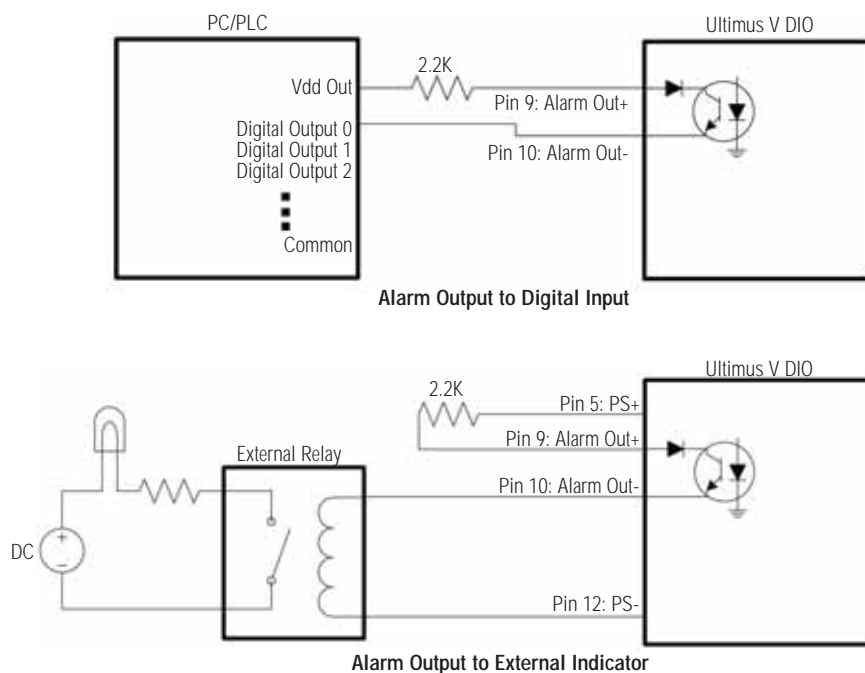 PC/PLC
Ultimus V DIO
2.2K
Vdd Out
Pin 9: Alarm Out+
Digital Output 0
Digital Output 1
Pin 10: Alarm Out-
Digital Output 2
Common
Alarm Output to Digital Input
Ultimus V DIO
2.2K
Pin 5: PS+
Pin 9: Alarm Out+
External Relay
Pin 10: Alarm Out-
DC
+
−
Pin 12: PS-
Alarm Output to External Indicator